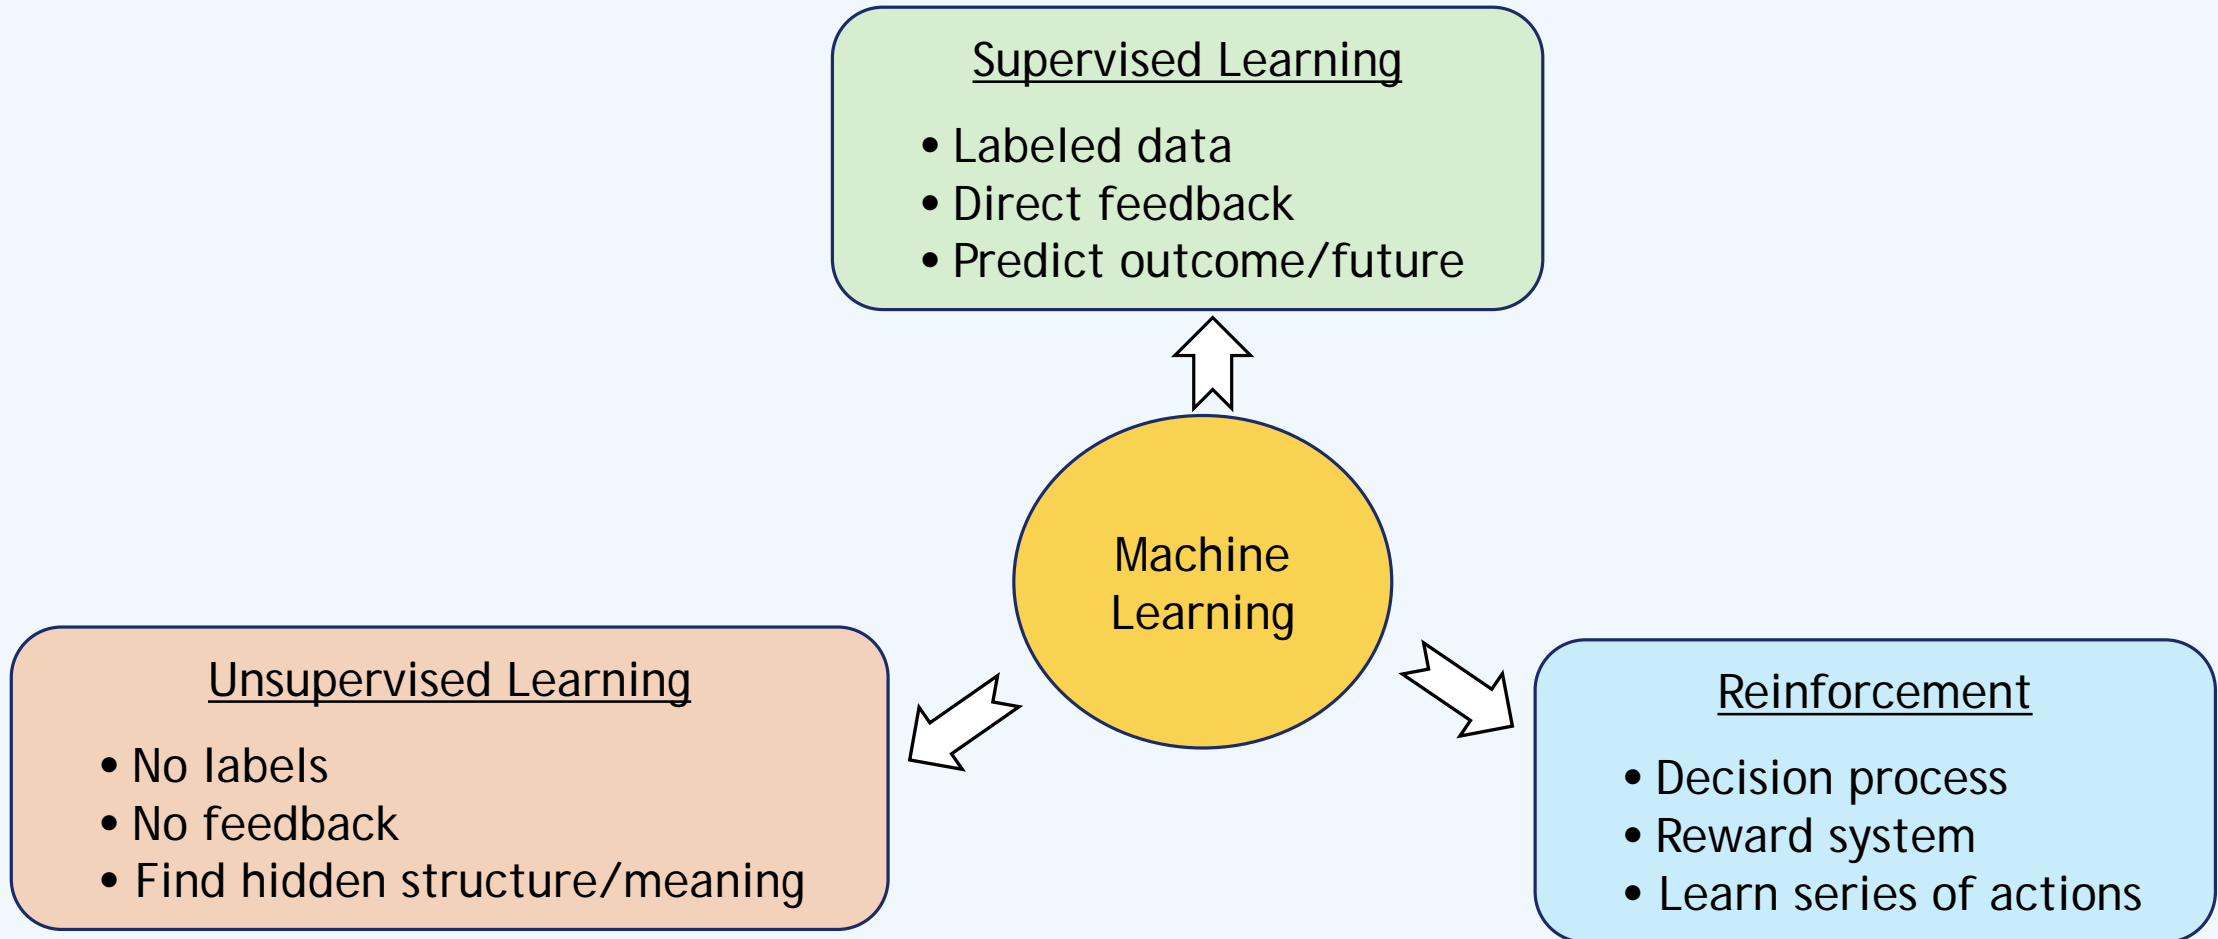 Supervised Learning
• Labeled data
• Direct feedback
• Predict outcome/future
Machine
Learning
Unsupervised Learning
• No labels
• No feedback
• Find hidden structure/meaning
Reinforcement
• Decision process
• Reward system
• Learn series of actions